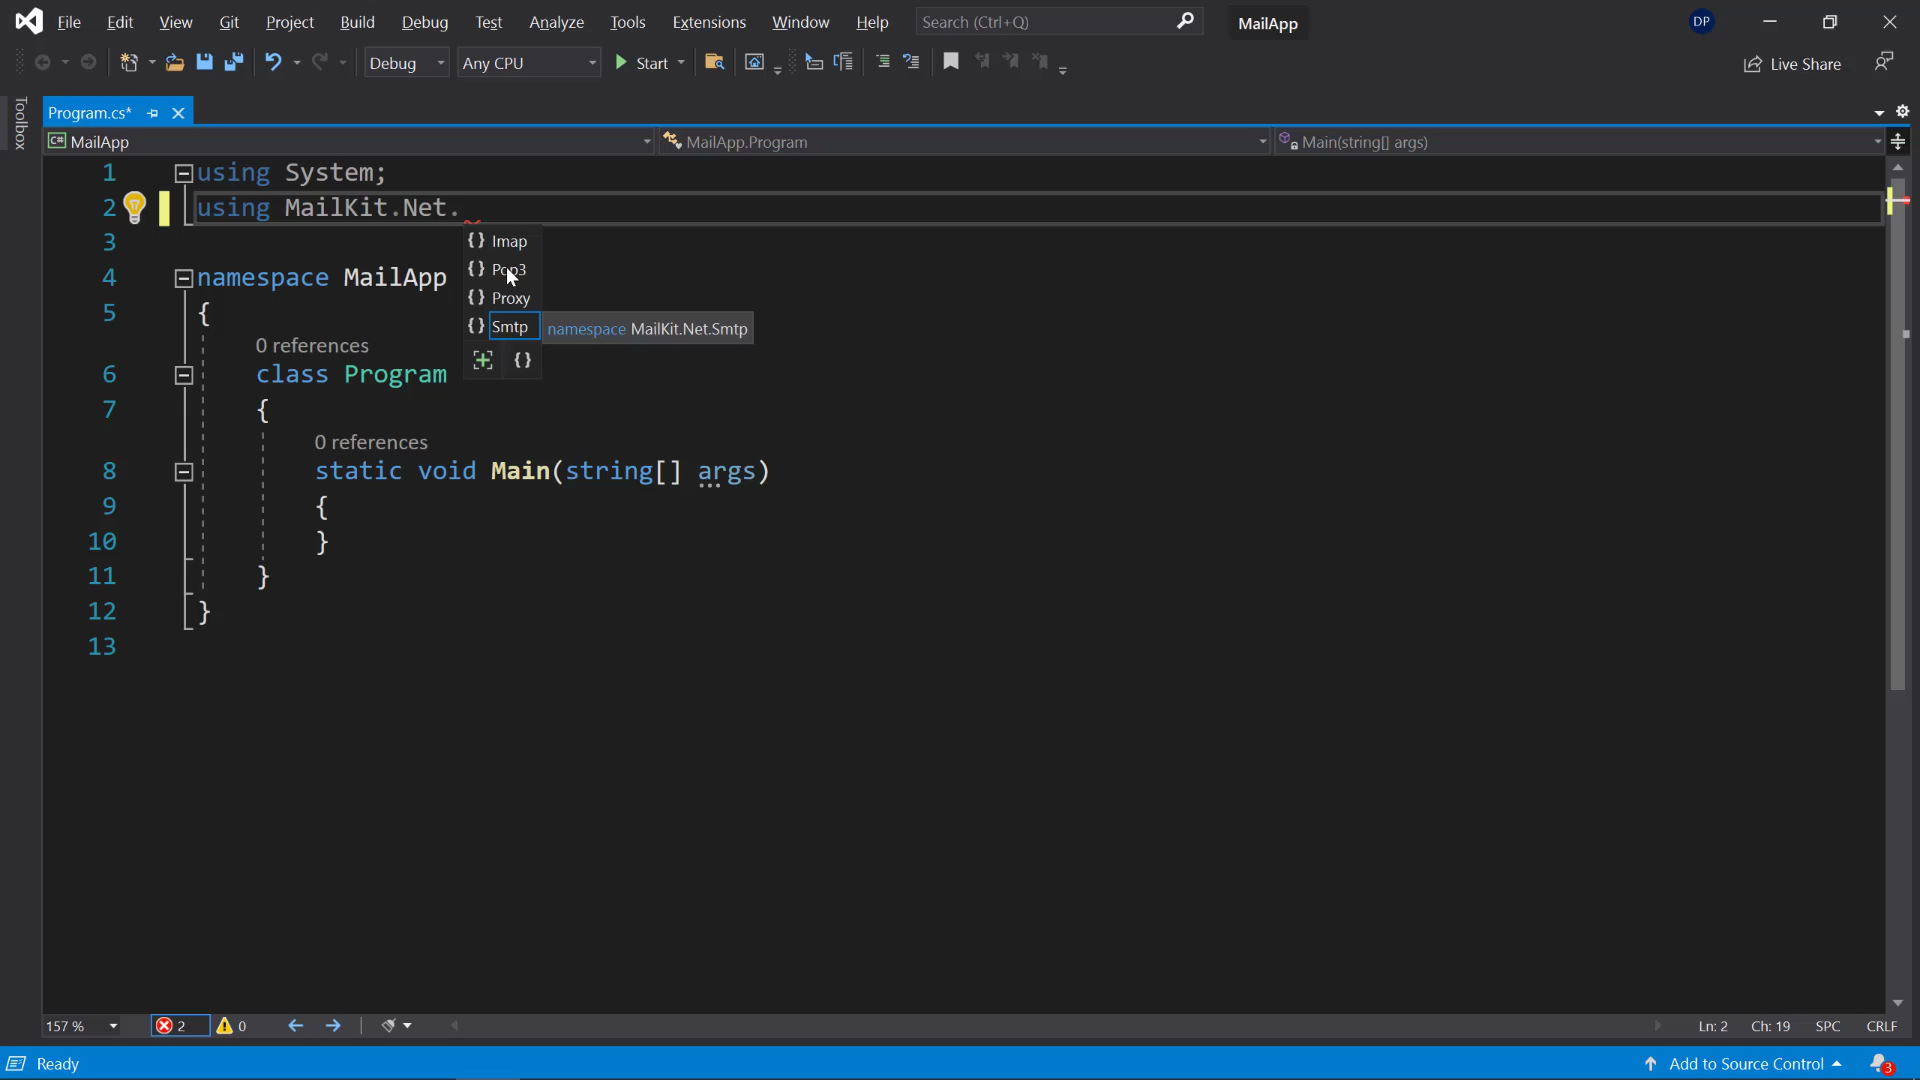 File Edit View Git Project Build Debug Test Analyze Tools Extensions Window Help Search (Ctrl+Q) MailApp DP
Debug Any CPU Start Live Share
Toolbox
Program.cs*
C# MailApp MailApp.Program Main(string[] args)
1 using System;
2 using MailKit.Net.
{} Imap
3
{} Pop3
4 namespace MailApp
{} Proxy
5 {
{} Smtp namespace MailKit.Net.Smtp
0 references
{}
6 class Program
7 {
0 references
8 static void Main(string[] args)
9 {
10 }
11 }
12 }
13
157 % 2 0 Ln: 2 Ch: 19 SPC CRLF
Ready Add to Source Control 3